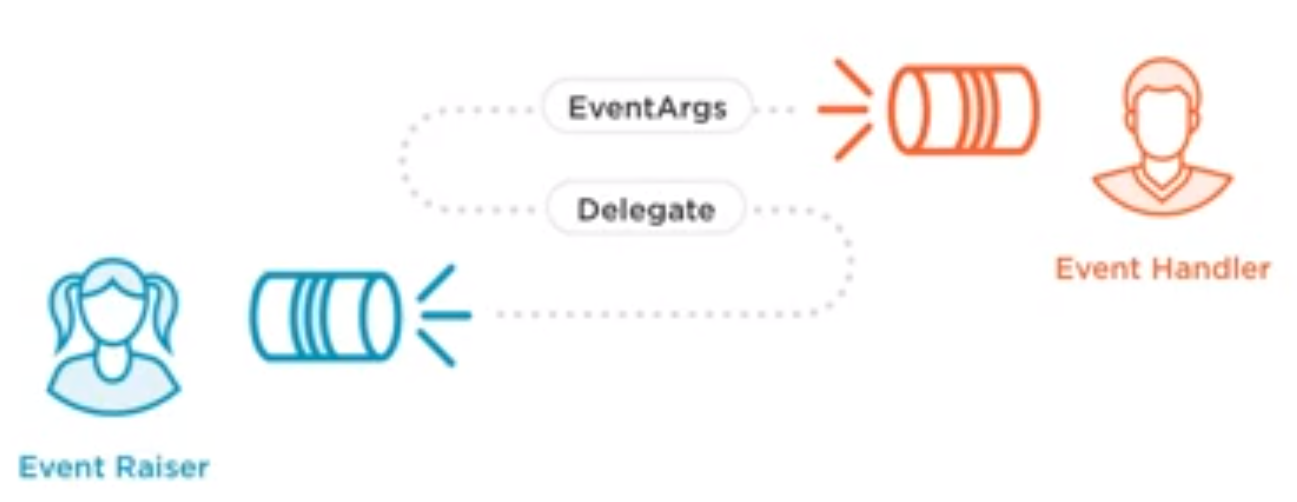 EventArgs
Delegate
Event Handler
Event Raiser